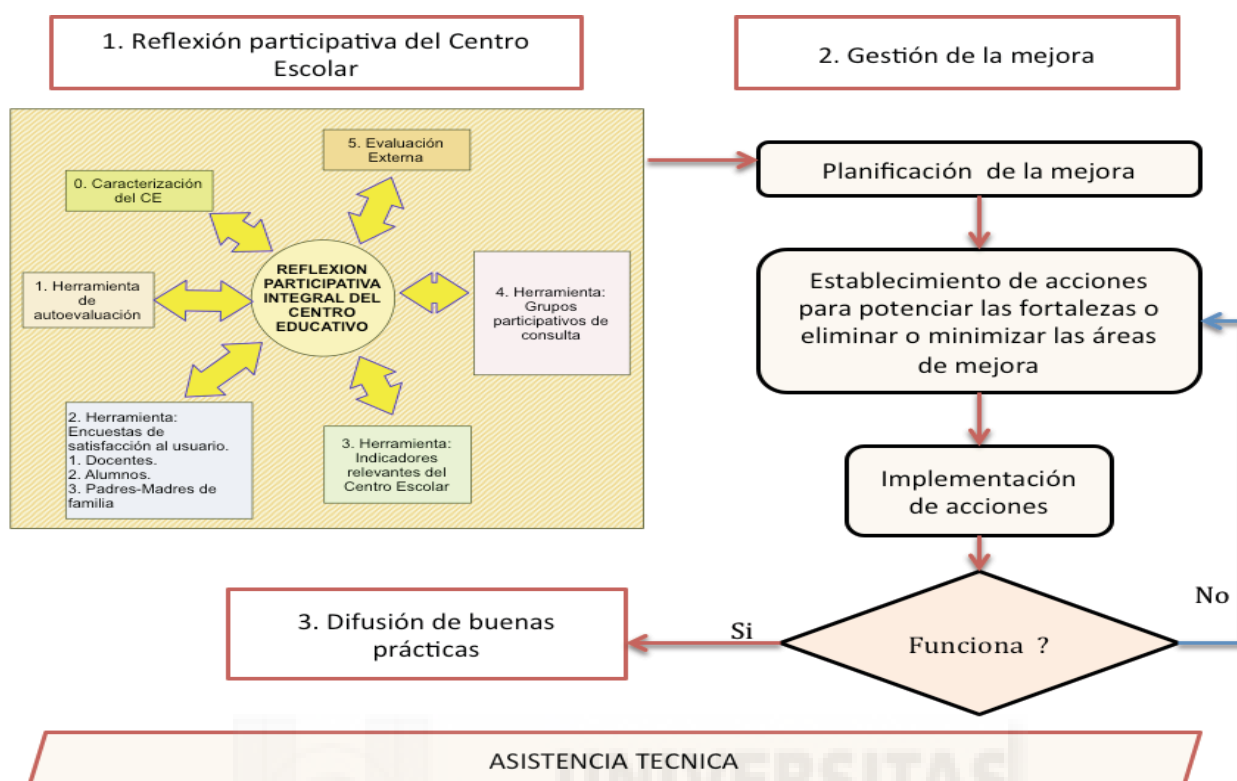 1. Reflexión participativa del Centro
Escolar
2. Gestión de la mejora
5. Evaluación
Externa
0. Caracterización
del CE
REFLEXION
PARTICIPATIVA
INTEGRAL DEL
CENTRO
EDUCATIVO
1. Herramienta
de
autoevaluación
4. Herramienta:
Grupos
participativos de
consulta
2. Herramienta:
Encuestas de
satisfacción al usuario.
1. Docentes.
2. Alumnos.
3. Padres-Madres de
familia
3. Herramienta:
Indicadores
relevantes del
Centro Escolar
Planificación de la mejora
Establecimiento de acciones
para potenciar las fortalezas o
eliminar o minimizar las áreas
de mejora
Implementación
de acciones
Funciona ?
No
Si
3. Difusión de buenas
prácticas
ASISTENCIA TECNICA
UNIVERSITAS